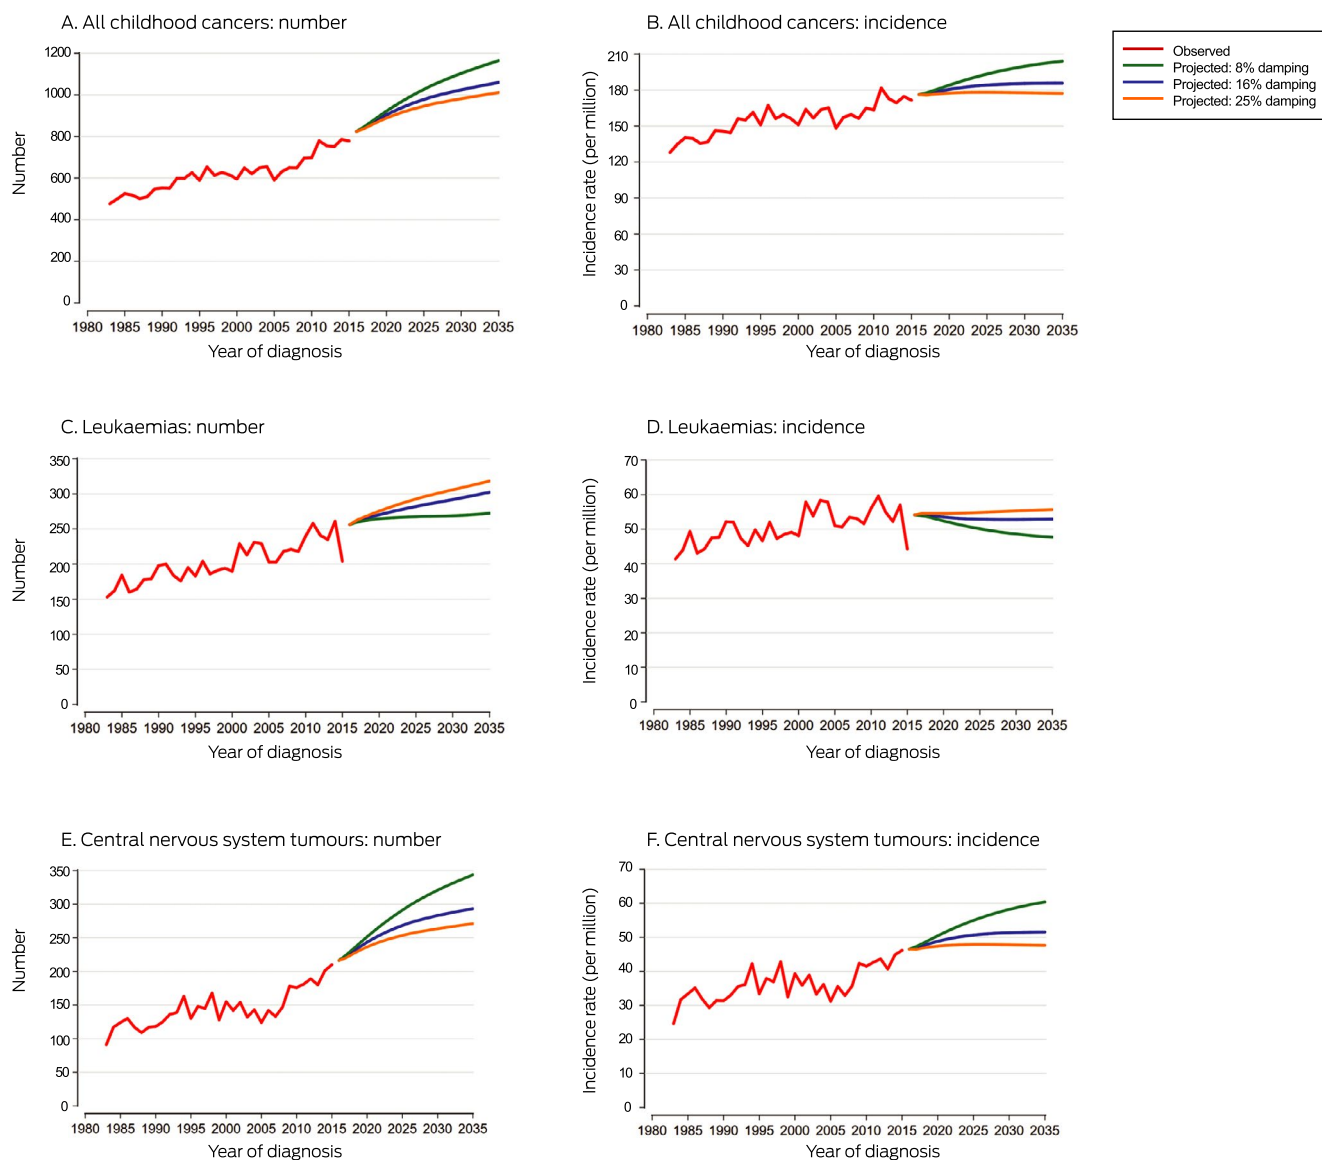 A. All childhood cancers: number
1200
1000
800
600
400
200
0
Number
1980 1985 1990 1995 2000 2005 2010 2015 2020 2025 2030 2035
Year of diagnosis
B. All childhood cancers: incidence
210
180
150
120
90
60
30
0
Incidence rate (per million)
1980 1985 1990 1995 2000 2005 2010 2015 2020 2025 2030 2035
Year of diagnosis
Observed
Projected: 8% damping
Projected: 16% damping
Projected: 25% damping
C. Leukaemias: number
350
300
250
200
150
100
50
0
Number
1980 1985 1990 1995 2000 2005 2010 2015 2020 2025 2030 2035
Year of diagnosis
D. Leukaemias: incidence
70
60
50
40
30
20
10
0
Incidence rate (per million)
1980 1985 1990 1995 2000 2005 2010 2015 2020 2025 2030 2035
Year of diagnosis
E. Central nervous system tumours: number
350
300
250
200
150
100
50
0
Number
1980 1985 1990 1995 2000 2005 2010 2015 2020 2025 2030 2035
Year of diagnosis
F. Central nervous system tumours: incidence
70
60
50
40
30
20
10
0
Incidence rate (per million)
1980 1985 1990 1995 2000 2005 2010 2015 2020 2025 2030 2035
Year of diagnosis